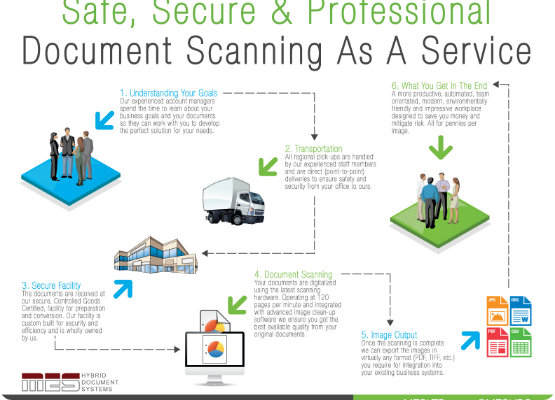 Safe, Secure & Professional
Document Scanning As A Service
1. Understanding Your Goals
Our experienced account managers
spend the time to learn about your
business goals and your documents
so they can work with you to develop
the perfect solution for your needs.
2. Transportation
All regional pick-ups are handled
by our experienced staff members
and are direct (point-to-point)
deliveries to ensure safety and
security from your office to ours.
3. Secure Facility
The documents are received at
our secure, Controlled Goods
Certified, facility for preparation
and conversion. Our facility is
custom built for security and
efficiency and is wholly owned
by us.
4. Document Scanning
Your documents are digitalized
using the latest scanning
hardware. Operating at 120
pages per minute and integrated
with advanced image clean-up
software we ensure you get the
best available quality from your
original documents.
5. Image Output
Once the scanning is complete
we can export the images in
virtually any format (PDF, TIFF, etc.)
you require for integration into
your existing business systems.
6. What You Get In The End
A more productive, automated, team
orientated, modern, environmentally
friendly and impressive workplace
designed to save you money and
mitigate risk. All for pennies per
image.
JPG
DOC
W
PDF
CSV
MES HYBRID
DOCUMENT
SYSTEMS